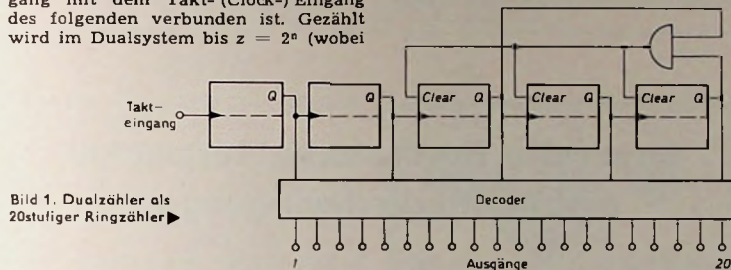 gang mit dem Takt- (Clock-) Eingang
des folgenden verbunden ist. Gezählt
wird im Dualsystem bis z = 2ⁿ (wobei
Takt-
eingang
Q
Q
Clear Q
Clear Q
Clear Q
Decoder
Bild 1. Dualzähler als
20stufiger Ringzähler▶
1
Ausgänge
20